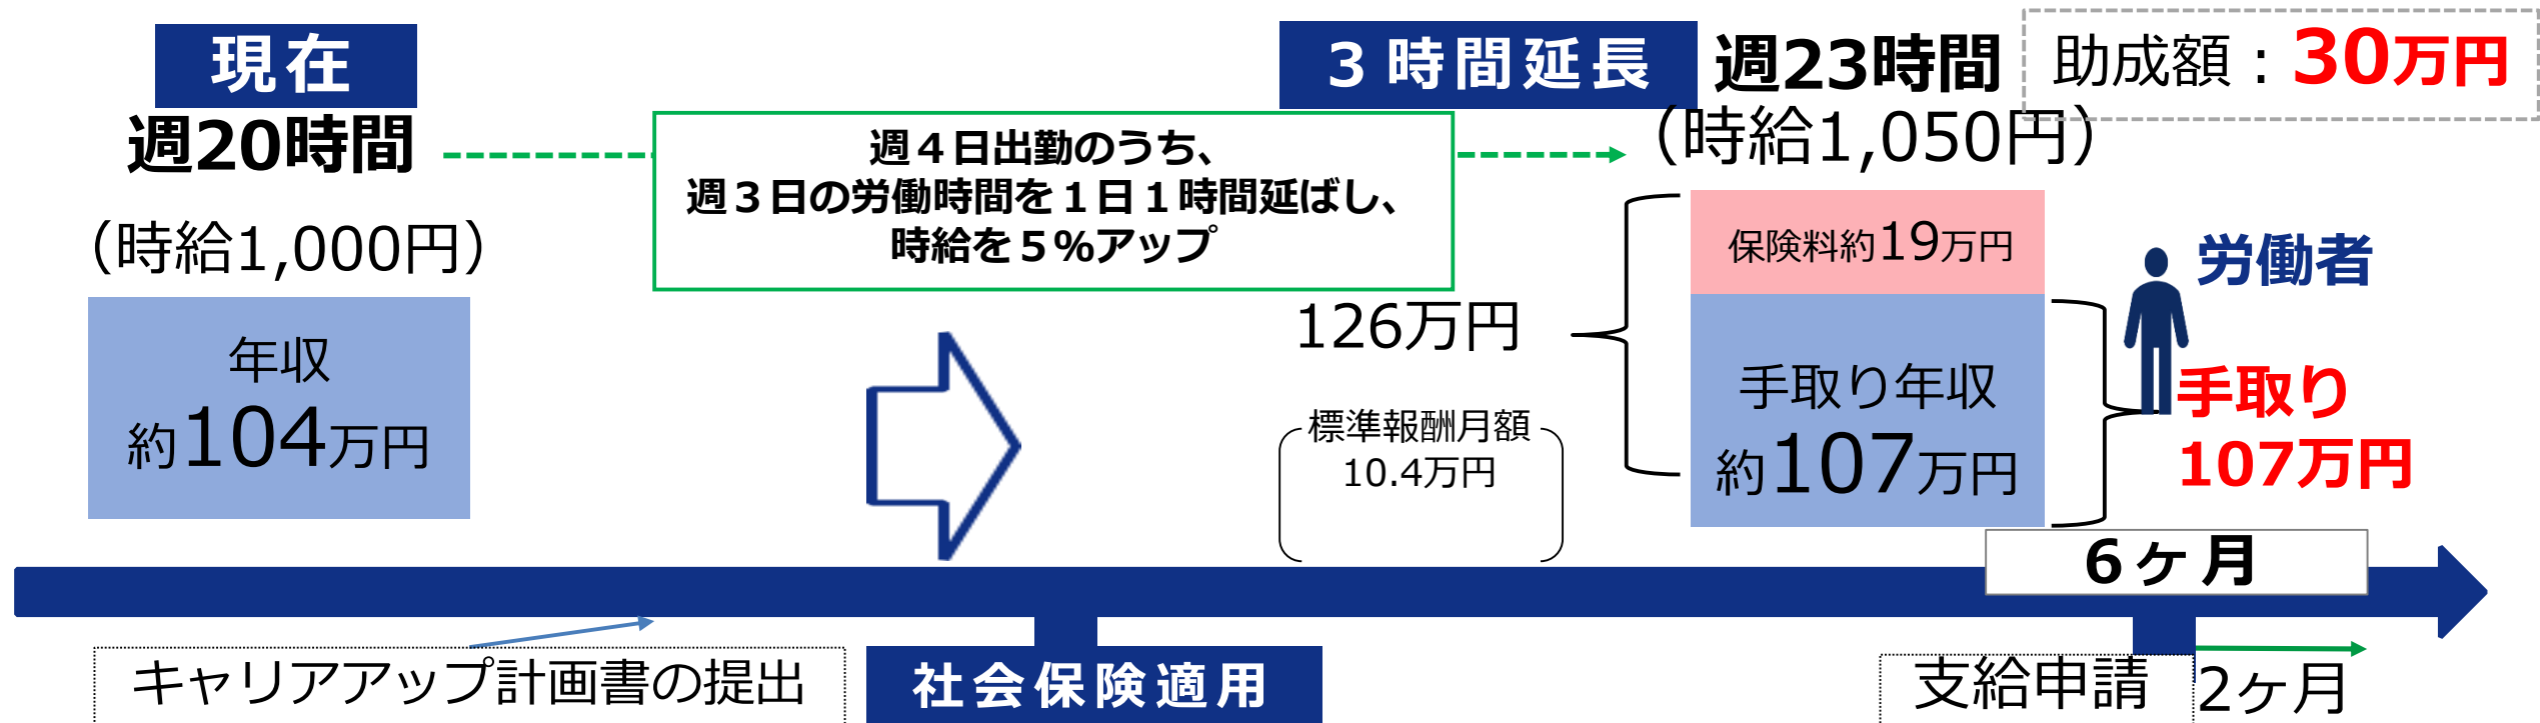 現在
週20時間
（時給1,000円）
年収
約104万円
週４日出勤のうち、
週３日の労働時間を１日１時間延ばし、
時給を５％アップ
３時間延長
週23時間
（時給1,050円）
助成額：30万円
126万円
標準報酬月額
10.4万円
保険料約19万円
手取り年収
約107万円
労働者
手取り
107万円
6ヶ月
キャリアアップ計画書の提出
社会保険適用
支給申請
2ヶ月